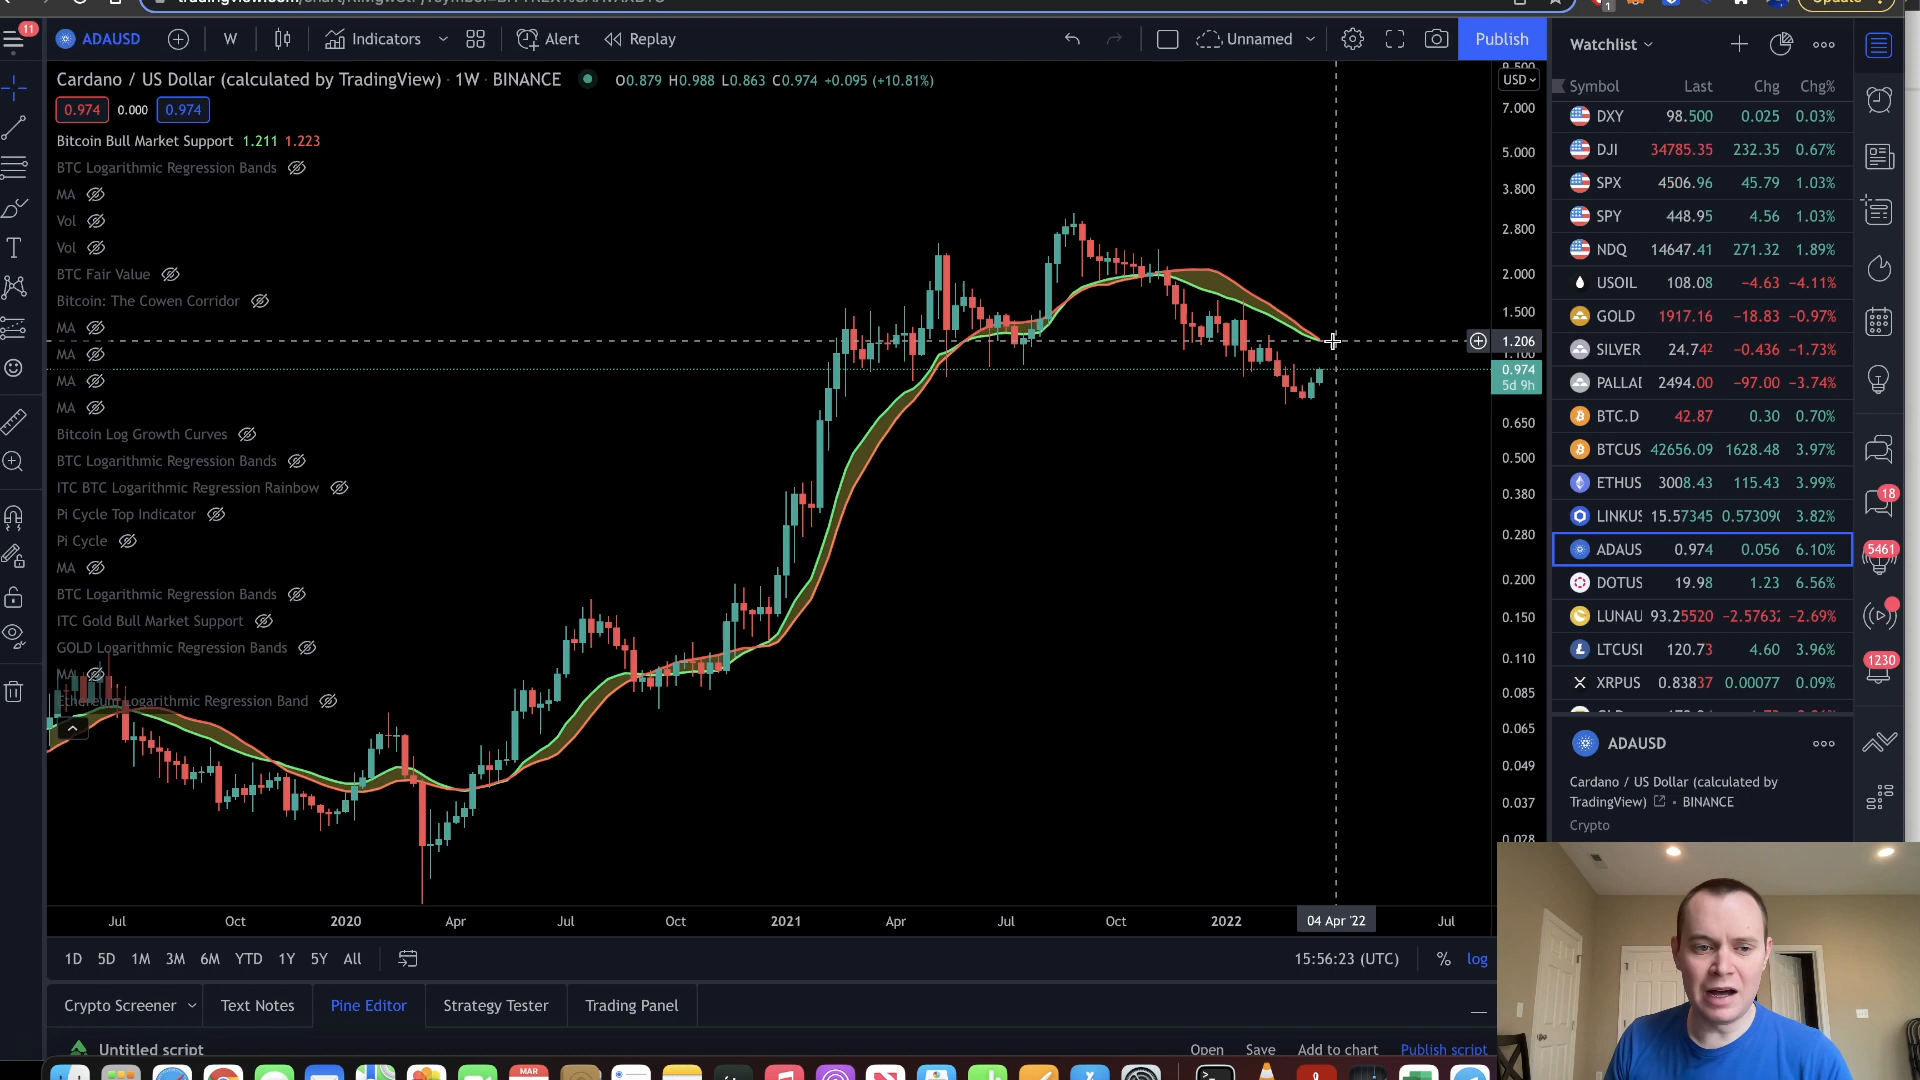 11
ADAUSD
W
Indicators
Alert
Replay
Unnamed
Publish
Cardano / US Dollar (calculated by TradingView) · 1W · BINANCE
O0.879 H0.988 L0.863 C0.974 +0.095 (+10.81%)
0.974 0.000 0.974
Bitcoin Bull Market Support 1.211 1.223
BTC Logarithmic Regression Bands
MA
Vol
Vol
BTC Fair Value
Bitcoin: The Cowen Corridor
MA
MA
MA
MA
Bitcoin Log Growth Curves
BTC Logarithmic Regression Bands
ITC BTC Logarithmic Regression Rainbow
Pi Cycle Top Indicator
Pi Cycle
MA
BTC Logarithmic Regression Bands
ITC Gold Bull Market Support
GOLD Logarithmic Regression Bands
MA
Ethereum Logarithmic Regression Band
USD
7.000
5.000
3.800
2.800
2.000
1.500
1.206
0.974
5d 9h
0.650
0.500
0.380
0.280
0.200
0.150
0.110
0.085
0.065
0.049
0.037
0.028
Jul Oct 2020 Apr Jul Oct 2021 Apr Jul Oct 2022 04 Apr '22 Jul
1D 5D 1M 3M 6M YTD 1Y 5Y All
15:56:23 (UTC) % log
Crypto Screener Text Notes Pine Editor Strategy Tester Trading Panel
Untitled script
Open Save Add to chart Publish script
MAR
Watchlist
Symbol Last Chg Chg%
DXY 98.500 0.025 0.03%
DJI 34785.35 232.35 0.67%
SPX 4506.96 45.79 1.03%
SPY 448.95 4.56 1.03%
NDQ 14647.41 271.32 1.89%
USOIL 108.08 −4.63 −4.11%
GOLD 1917.16 −18.83 −0.97%
SILVER 24.742 −0.436 −1.73%
PALLAI 2494.00 −97.00 −3.74%
BTC.D 42.87 0.30 0.70%
BTCUS 42656.09 1628.48 3.97%
ETHUS 3008.43 115.43 3.99%
LINKUS 15.57345 0.573090 3.82%
ADAUS 0.974 0.056 6.10%
DOTUS 19.98 1.23 6.56%
LUNAU 93.25520 −2.5763 −2.69%
LTCUSI 120.73 4.60 3.96%
XRPUS 0.83837 0.00077 0.09%
ADAUSD
Cardano / US Dollar (calculated by
TradingView) • BINANCE
Crypto
18
5461
1230